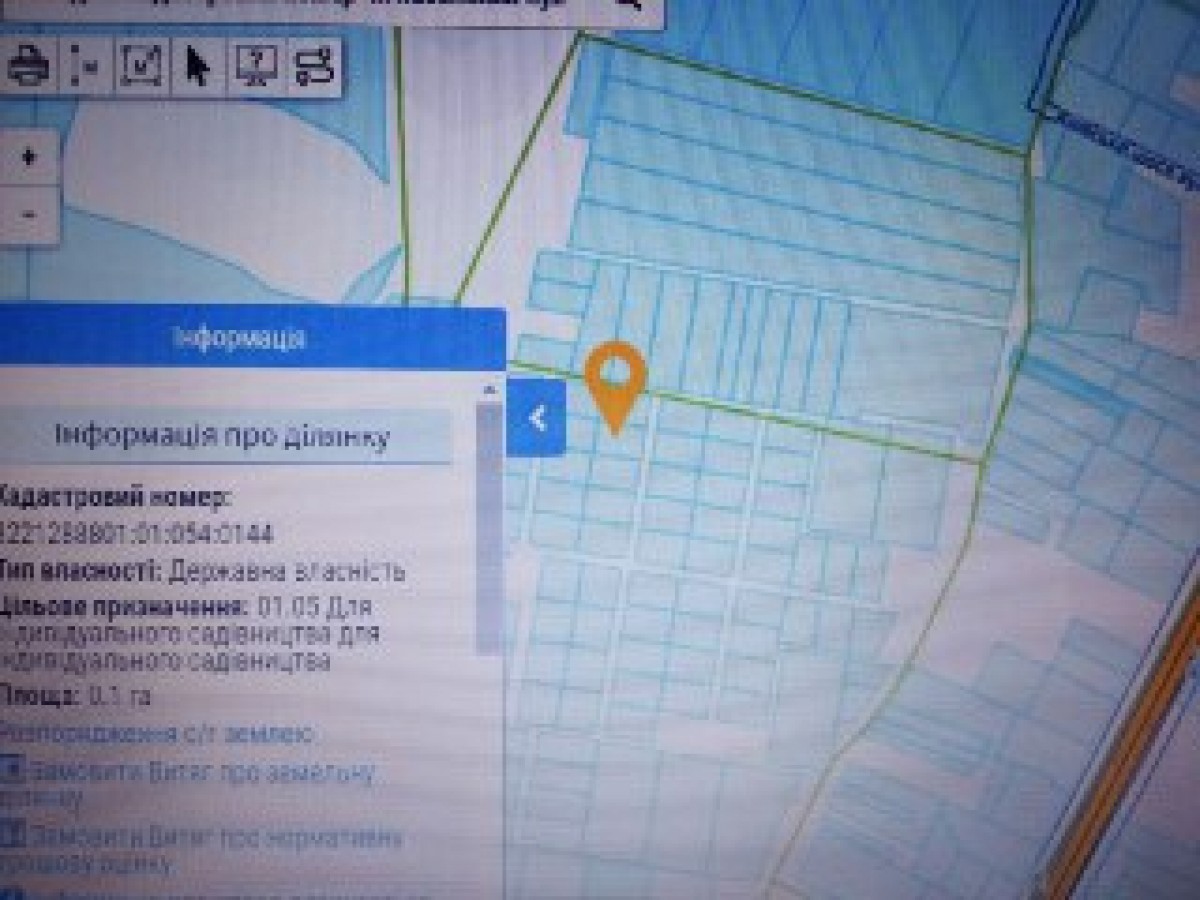 +
-
Інформація
Інформація про ділянку
Кадастровий номер:
3221288801:01:054:0144
Тип власності: Державна власність
Цільове призначення: 01.05 Для
індивідуального садівництва для
індивідуального садівництва
Площа: 0.1 га
Розпорядження с/г землею
Замовити Витяг про земельну
ділянку
Замовити Витяг про нормативну
грошову оцінку